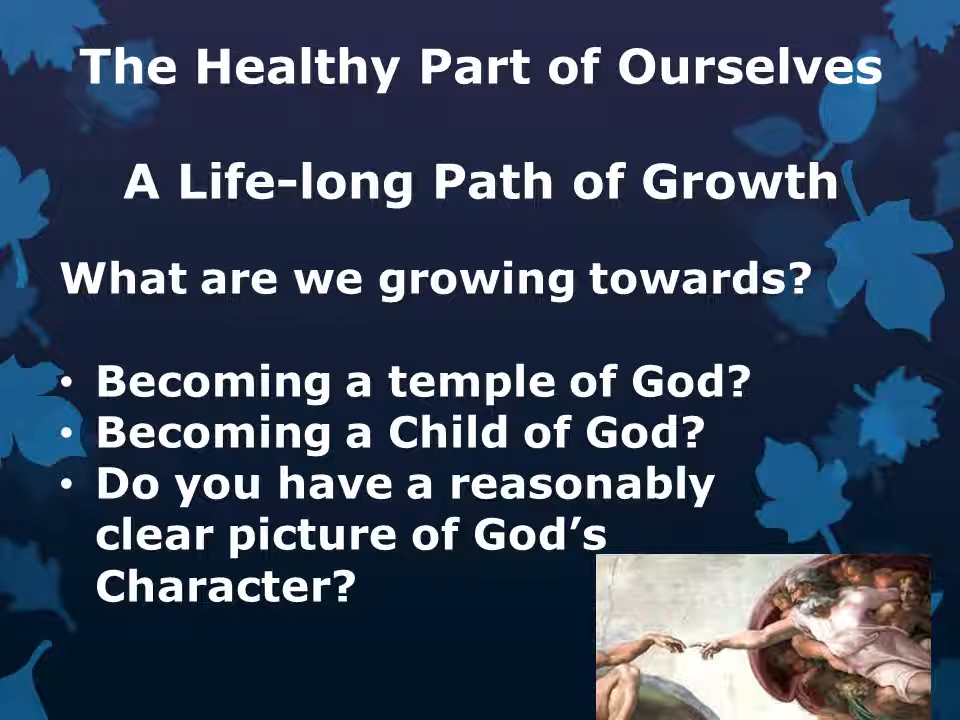 The Healthy Part of Ourselves
A Life-long Path of Growth
What are we growing towards?
• Becoming a temple of God?
• Becoming a Child of God?
• Do you have a reasonably
clear picture of God’s
Character?